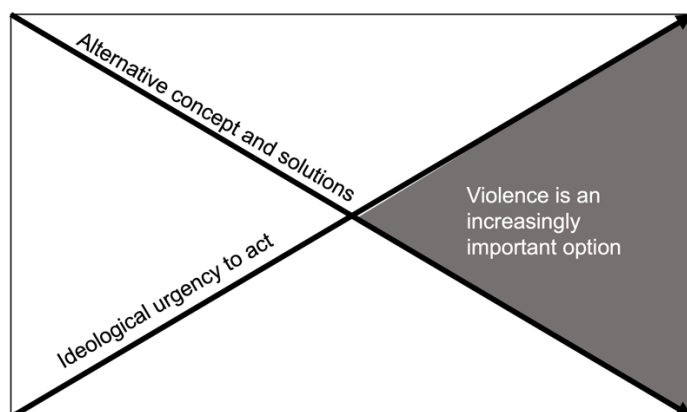 Alternative concept and solutions
Ideological urgency to act
Violence is an
increasingly
important option